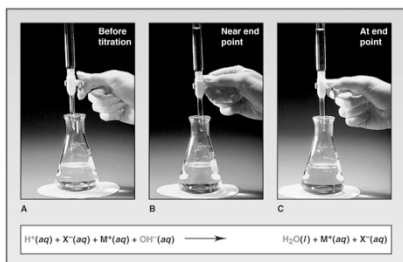 Before
titration
Near end
point
At end
point
A
B
C
H⁺(aq) + X⁻(aq) + M⁺(aq) + OH⁻(aq) ⟶ H₂O(l) + M⁺(aq) + X⁻(aq)